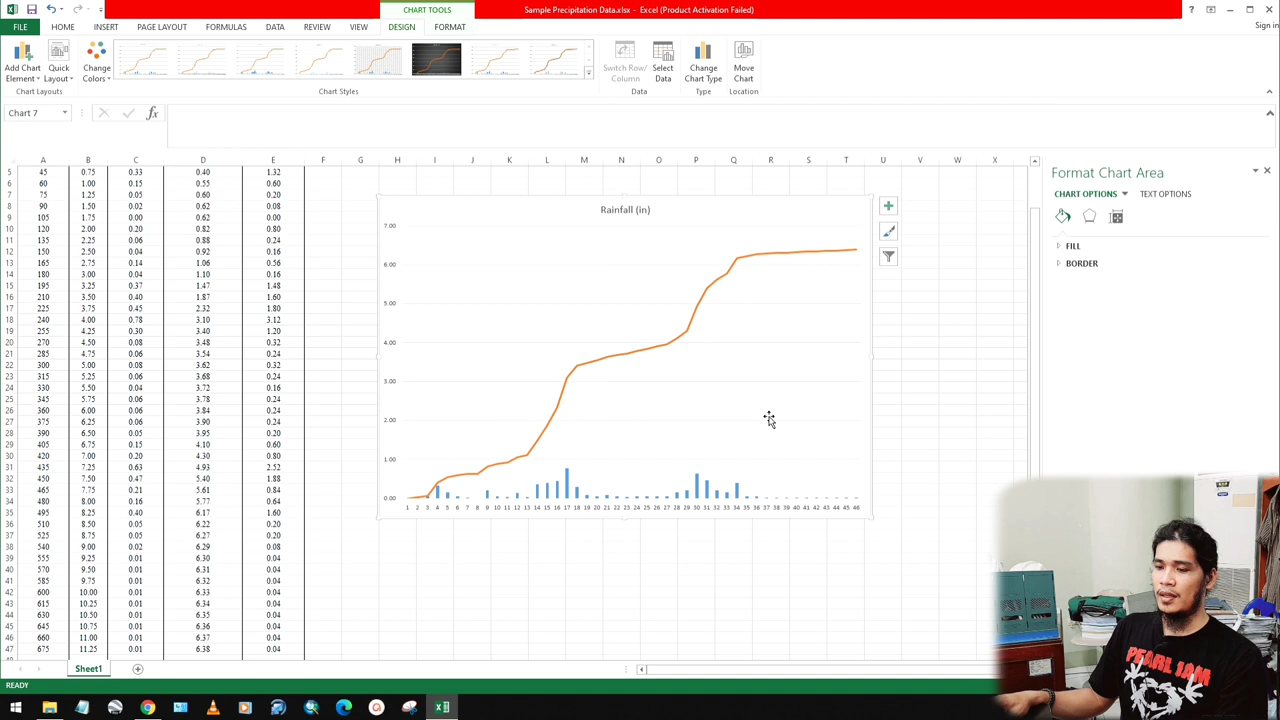 Sample Precipitation Data.xlsx - Excel (Product Activation Failed)
CHART TOOLS
FILE HOME INSERT PAGE LAYOUT FORMULAS DATA REVIEW VIEW DESIGN FORMAT Sign in
Add Chart Element Quick Layout Change Colors Switch Row/Column Select Data Change Chart Type Move Chart
Chart Layouts Chart Styles Data Type Location
Chart 7 fx
A B C D E F G H I J K L M N O P Q R S T U V W X
5 45 0.75 0.33 0.40 1.32
6 60 1.00 0.15 0.55 0.60
7 75 1.25 0.05 0.60 0.20
8 90 1.50 0.02 0.62 0.08
9 105 1.75 0.00 0.62 0.00
10 120 2.00 0.20 0.82 0.80
11 135 2.25 0.06 0.88 0.24
12 150 2.50 0.04 0.92 0.16
13 165 2.75 0.14 1.06 0.56
14 180 3.00 0.04 1.10 0.16
15 195 3.25 0.37 1.47 1.48
16 210 3.50 0.40 1.87 1.60
17 225 3.75 0.45 2.32 1.80
18 240 4.00 0.78 3.10 3.12
19 255 4.25 0.30 3.40 1.20
20 270 4.50 0.08 3.48 0.32
21 285 4.75 0.06 3.54 0.24
22 300 5.00 0.08 3.62 0.32
23 315 5.25 0.06 3.68 0.24
24 330 5.50 0.04 3.72 0.16
25 345 5.75 0.06 3.78 0.24
26 360 6.00 0.06 3.84 0.24
27 375 6.25 0.06 3.90 0.24
28 390 6.50 0.05 3.95 0.20
29 405 6.75 0.15 4.10 0.60
30 420 7.00 0.20 4.30 0.80
31 435 7.25 0.63 4.93 2.52
32 450 7.50 0.47 5.40 1.88
33 465 7.75 0.21 5.61 0.84
34 480 8.00 0.16 5.77 0.64
35 495 8.25 0.40 6.17 1.60
36 510 8.50 0.05 6.22 0.20
37 525 8.75 0.05 6.27 0.20
38 540 9.00 0.02 6.29 0.08
39 555 9.25 0.01 6.30 0.04
40 570 9.50 0.01 6.31 0.04
41 585 9.75 0.01 6.32 0.04
42 600 10.00 0.01 6.33 0.04
43 615 10.25 0.01 6.34 0.04
44 630 10.50 0.01 6.35 0.04
45 645 10.75 0.01 6.36 0.04
46 660 11.00 0.01 6.37 0.04
47 675 11.25 0.01 6.38 0.04
Rainfall (in)
7.00
6.00
5.00
4.00
3.00
2.00
1.00
0.00
1 2 3 4 5 6 7 8 9 10 11 12 13 14 15 16 17 18 19 20 21 22 23 24 25 26 27 28 29 30 31 32 33 34 35 36 37 38 39 40 41 42 43 44 45 46
Format Chart Area
CHART OPTIONS TEXT OPTIONS
FILL
BORDER
PEARL JAM
Sheet1
READY